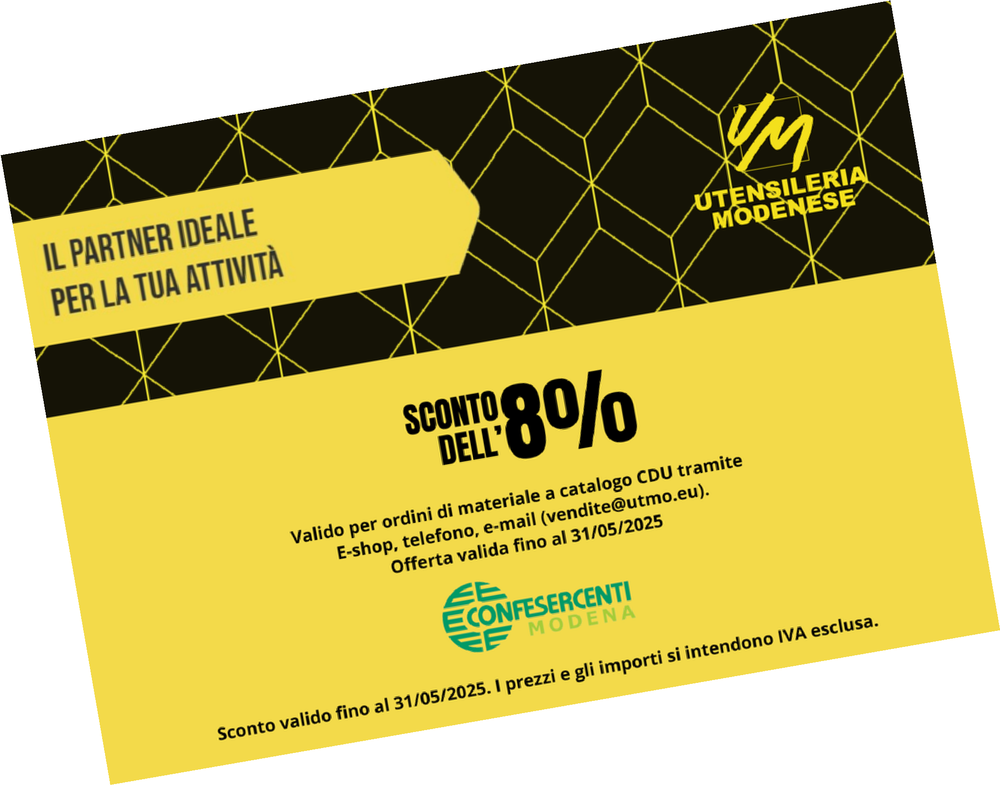 IL PARTNER IDEALE
PER LA TUA ATTIVITÀ
UM
UTENSILERIA
MODENESE
SCONTO
DELL'8%
Valido per ordini di materiale a catalogo CDU tramite
E-shop, telefono, e-mail (vendite@utmo.eu).
Offerta valida fino al 31/05/2025
CONFESERCENTI
MODENA
Sconto valido fino al 31/05/2025. I prezzi e gli importi si intendono IVA esclusa.